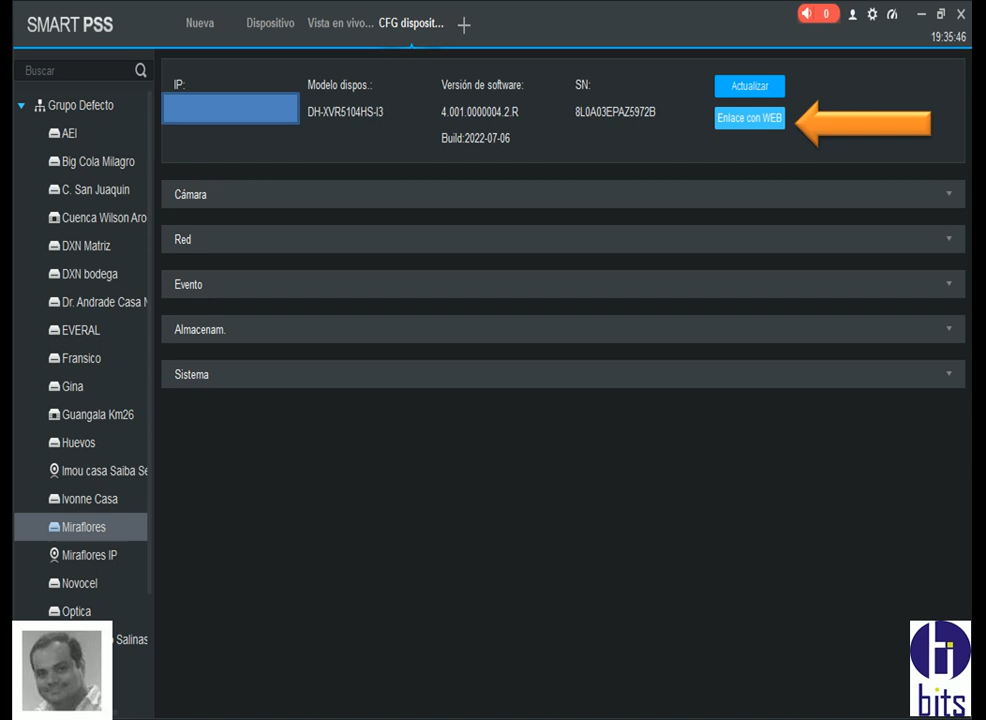 SMART PSS
Nueva
Dispositivo
Vista en vivo...
CFG disposit...
0
19:35:46
Buscar
Grupo Defecto
AEI
Big Cola Milagro
C. San Juaquin
Cuenca Wilson Aro
DXN Matriz
DXN bodega
Dr. Andrade Casa
EVERAL
Fransico
Gina
Guangala Km26
Huevos
Imou casa Saiba Se
Ivonne Casa
Miraflores
Miraflores IP
Novocel
Optica
Salinas
IP:
Modelo dispos.:
Versión de software:
SN:
Actualizar
DH-XVR5104HS-I3
4.001.0000004.2.R
8L0A03EPAZ5972B
Enlace con WEB
Build:2022-07-06
Cámara
Red
Evento
Almacenam.
Sistema
bits